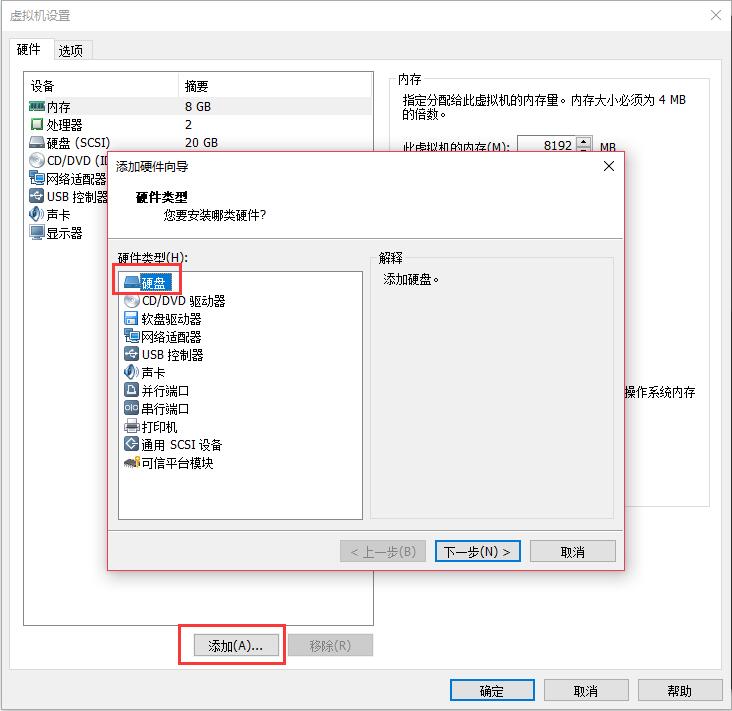 虚拟机设置
硬件 选项
设备 摘要
内存 8 GB
处理器 2
硬盘 (SCSI) 20 GB
CD/DVD (ID
网络适配器
USB 控制器
声卡
显示器
内存
指定分配给此虚拟机的内存量。内存大小必须为 4 MB
的倍数。
此虚拟机的内存(M): 8192 MB
操作系统内存
添加硬件向导
硬件类型
您要安装哪类硬件?
硬件类型(H):
硬盘
CD/DVD 驱动器
软盘驱动器
网络适配器
USB 控制器
声卡
并行端口
串行端口
打印机
通用 SCSI 设备
可信平台模块
解释
添加硬盘。
< 上一步(B) 下一步(N) > 取消
添加(A)... 移除(R)
确定 取消 帮助